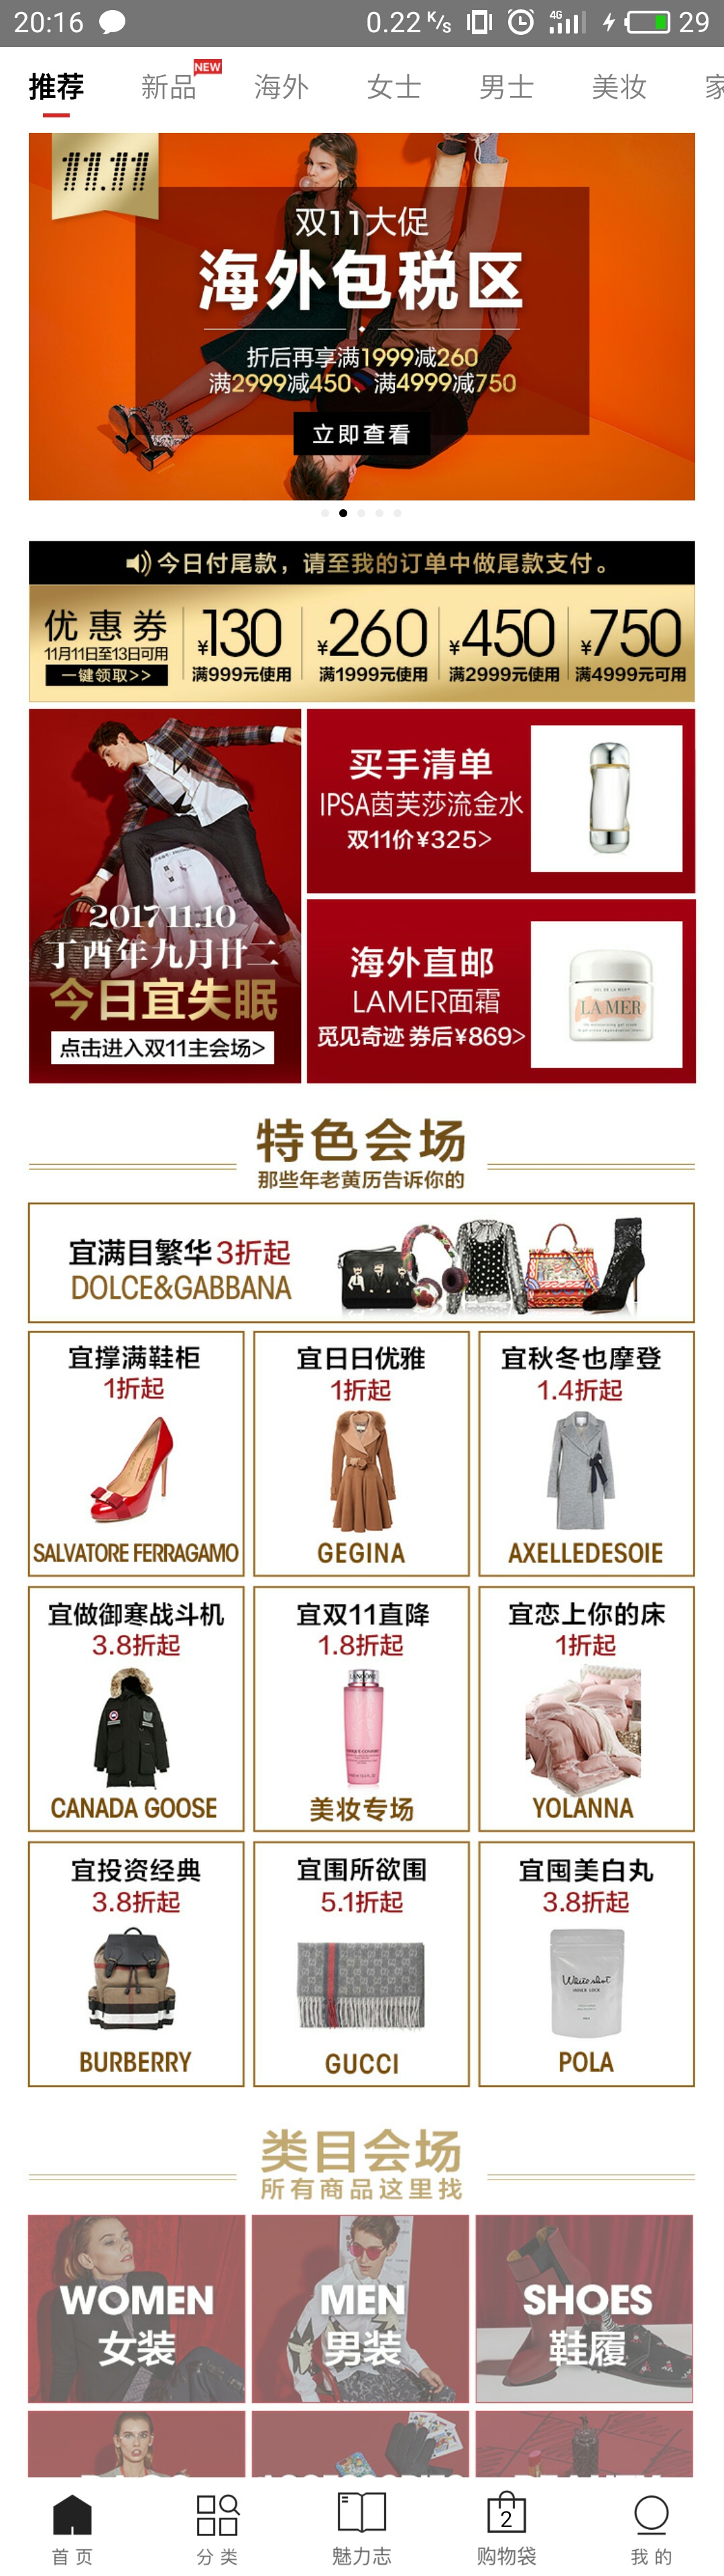 20:16 0.22 K/s 4G 29
推荐 新品 NEW 海外 女士 男士 美妆
11.11
双11大促
海外包税区
折后再享满1999减260
满2999减450、满4999减750
立即查看
今日付尾款，请至我的订单中做尾款支付。
优惠券
11月11日至13日可用
一键领取>>
¥130
满999元使用
¥260
满1999元使用
¥450
满2999元使用
¥750
满4999元可用
2017.11.10
丁酉年九月廿二
今日宜失眠
点击进入双11主会场>
买手清单
IPSA茵芙莎流金水
双11价¥325>
海外直邮
LAMER面霜
觅见奇迹 券后¥869>
LA MER
特色会场
那些年老黄历告诉你的
宜满目繁华3折起
DOLCE&GABBANA
宜撑满鞋柜
1折起
SALVATORE FERRAGAMO
宜日日优雅
1折起
GEGINA
宜秋冬也摩登
1.4折起
AXELLEDESOIE
宜做御寒战斗机
3.8折起
CANADA GOOSE
宜双11直降
1.8折起
LANCÔME
美妆专场
宜恋上你的床
1折起
YOLANNA
宜投资经典
3.8折起
BURBERRY
宜围所欲围
5.1折起
GUCCI
宜囤美白丸
3.8折起
White shot
INNER LOCK
POLA
类目会场
所有商品这里找
WOMEN
女装
MEN
男装
SHOES
鞋履
首页 分类 魅力志 2 购物袋 我的